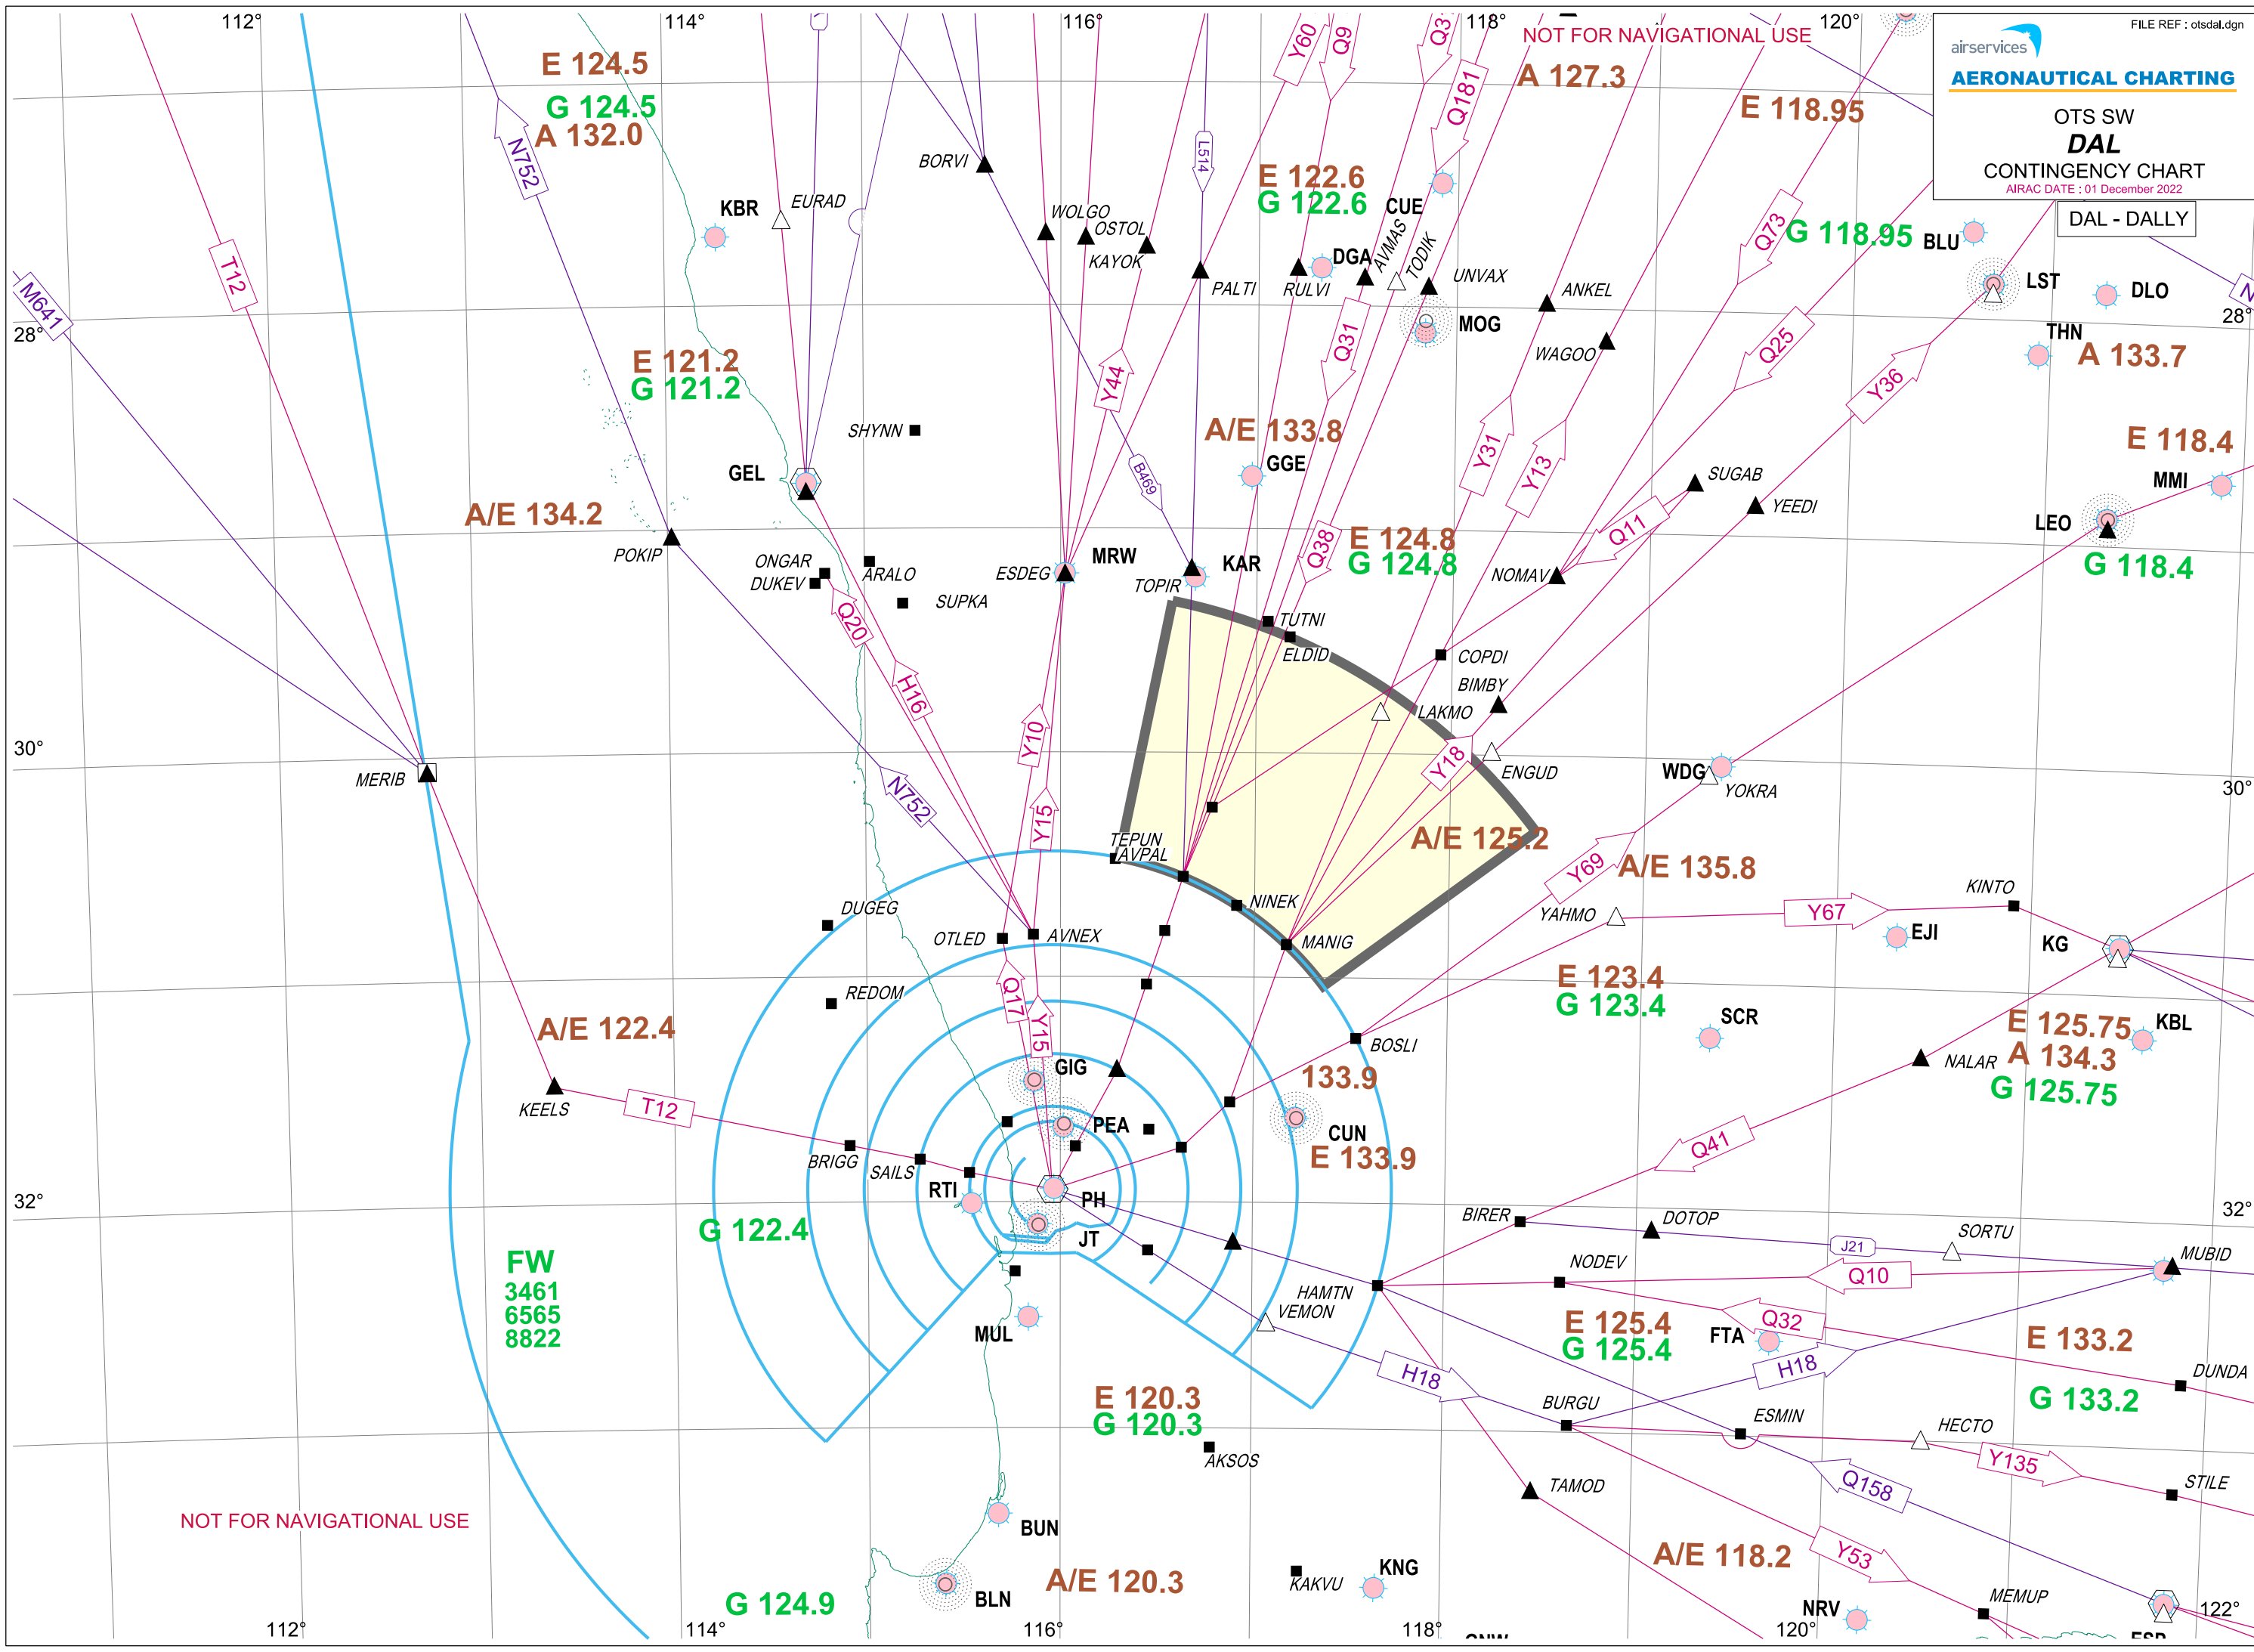 112°
114°
116°
118°
120°
FILE REF : otsdal.dgn
airservices
AERONAUTICAL CHARTING
OTS SW
DAL
CONTINGENCY CHART
AIRAC DATE : 01 December 2022
DAL - DALLY
NOT FOR NAVIGATIONAL USE
E 124.5
G 124.5
A 132.0
N752
Y60
Q9
Q181
A 127.3
E 118.95
BORVI
L514
E 122.6
G 122.6
CUE
KBR
EURAD
WOLGO
OSTOL
KAYOK
T12
M641
PALTI
RULVI
DGA
AVMAS
TODIK
UNVAX
MOG
ANKEL
WAGOO
Q73
G 118.95
BLU
LST
DLO
THN
A 133.7
28°
28°
E 121.2
G 121.2
Y44
Q31
Q25
Y36
SHYNN
A/E 133.8
GGE
B469
Y31
Y13
E 118.4
MMI
GEL
SUGAB
YEEDI
LEO
G 118.4
A/E 134.2
POKIP
ONGAR
DUKEV
ARALO
SUPKA
ESDEG
MRW
TOPIR
KAR
Q38
E 124.8
G 124.8
Q11
NOMAV
Q20
H16
TUTNI
ELDID
COPDI
BIMBY
LAKMO
Y10
Y18
ENGUD
30°
30°
MERIB
N752
Y15
WDG
YOKRA
TEPUN
AVPAL
A/E 125.2
Y69
A/E 135.8
DUGEG
OTLED
AVNEX
NINEK
MANIG
YAHMO
Y67
KINTO
EJI
KG
REDOM
Q17
Y15
E 123.4
G 123.4
SCR
E 125.75
A 134.3
G 125.75
KBL
NALAR
A/E 122.4
KEELS
T12
GIG
BOSLI
133.9
PEA
CUN
E 133.9
Q41
BRIGG
SAILS
RTI
PH
JT
32°
32°
G 122.4
BIRER
DOTOP
J21
SORTU
MUBID
FW
3461
6565
8822
HAMTN
VEMON
NODEV
Q10
MUL
E 125.4
G 125.4
Q32
FTA
E 133.2
H18
H18
DUNDA
G 133.2
E 120.3
G 120.3
AKSOS
BURGU
ESMIN
HECTO
Y135
STILE
TAMOD
Q158
NOT FOR NAVIGATIONAL USE
BUN
BLN
A/E 120.3
KAKVU
KNG
A/E 118.2
Y53
MEMUP
NRV
G 124.9
112°
114°
116°
118°
120°
122°